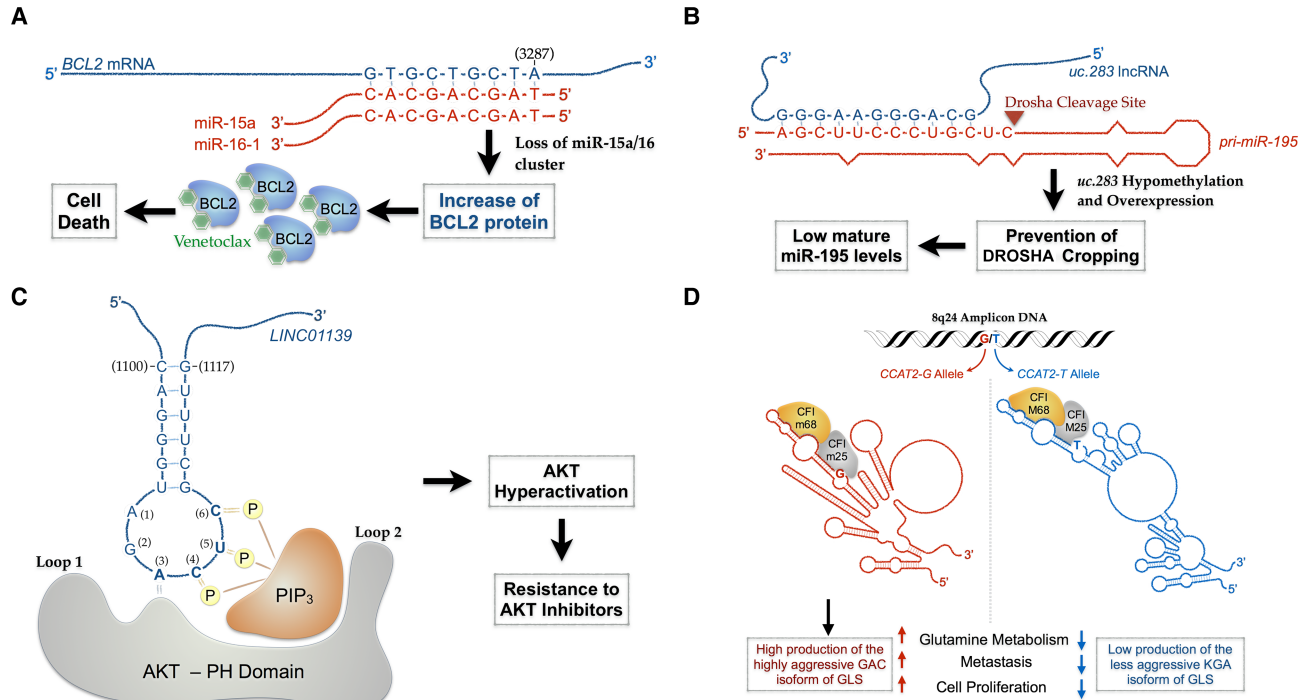 A
5’ BCL2 mRNA (3287) 3’
G-T-G-C-T-G-C-T-A
C-A-C-G-A-C-G-A-T- 5’
C-A-C-G-A-C-G-A-T- 5’
miR-15a 3’
miR-16-1 3’
Loss of miR-15a/16
cluster
Increase of
BCL2 protein
BCL2
BCL2
BCL2
BCL2
Venetoclax
Cell
Death
B
3’
5’
uc.283 lncRNA
Drosha Cleavage Site
G-G-G-A-A-G-G-G-A-C-G
5’ A-G-C-U-U-C-C-C-U-G-C-U-C
3’
pri-miR-195
uc.283 Hypomethylation
and Overexpression
Prevention of
DROSHA Cropping
Low mature
miR-195 levels
C
5’
3’
LINC01139
(1100)-C-G-(1117)
A-U
G-U
G-U
G-C
U-G
A (1)
G (2)
A (3)
C (4)
U (5)
C (6)
P
P
P
PIP3
Loop 1
Loop 2
AKT – PH Domain
AKT
Hyperactivation
Resistance to
AKT Inhibitors
D
8q24 Amplicon DNA
G/T
CCAT2-G Allele
CCAT2-T Allele
CFI
m68
CFI
m25
G
3’
5’
CFI
M68
CFI
M25
T
3’
5’
High production of the
highly aggressive GAC
isoform of GLS
Glutamine Metabolism
Metastasis
Cell Proliferation
Low production of the
less aggressive KGA
isoform of GLS